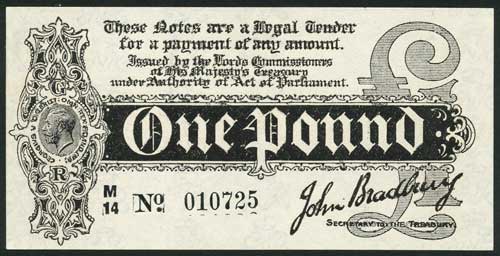 These Notes are a Legal Tender
for a payment of any amount.
Issued by the Lords Commissioners
of His Majesty's Treasury
under Authority of Act of Parliament.
£
G
R
One Pound
M
14 No 010725
John Bradbury
SECRETARY TO THE TREASURY.
£1